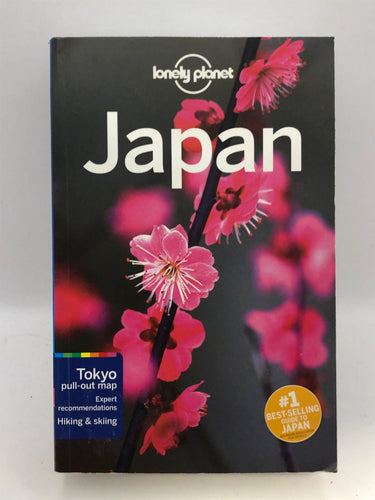 lonely planet
Japan
Tokyo
pull-out map
Expert
recommendations
Hiking & skiing
#1
BEST-SELLING
GUIDE TO
JAPAN